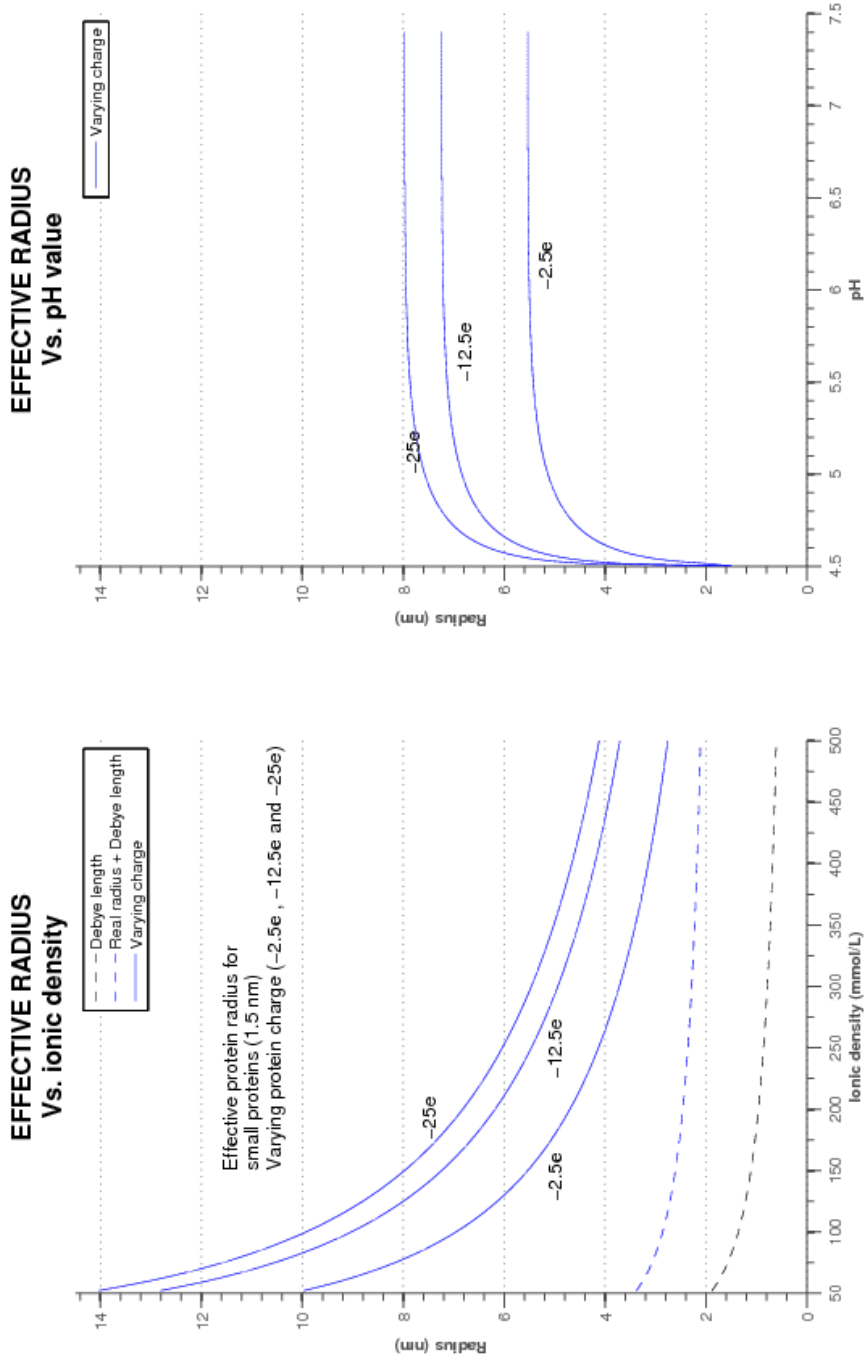 EFFECTIVE RADIUS
Vs. ionic density
Radius (nm)
14
12
10
8
6
4
2
0
50
100
150
200
250
300
350
400
450
500
Ionic density (mmol/L)
Debye length
Real radius + Debye length
Varying charge
Effective protein radius for
small proteins (1.5 nm)
Varying protein charge (−2.5e , −12.5e and −25e)
−25e
−12.5e
−2.5e
EFFECTIVE RADIUS
Vs. pH value
Radius (nm)
14
12
10
8
6
4
2
0
4.5
5
5.5
6
6.5
7
7.5
pH
Varying charge
−25e
−12.5e
−2.5e